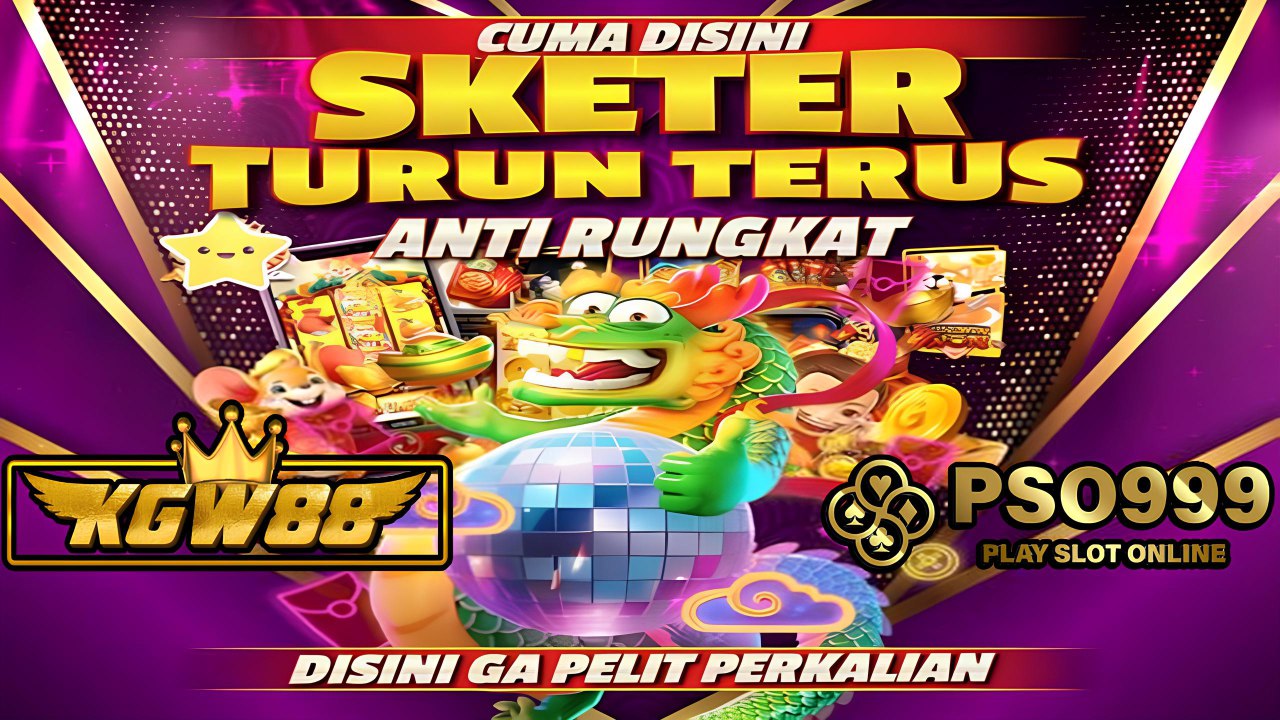 CUMA DISINI
SKETER
TURUN TERUS
ANTI RUNGKAT
KGW88
PSO999
PLAY SLOT ONLINE
DISINI GA PELIT PERKALIAN